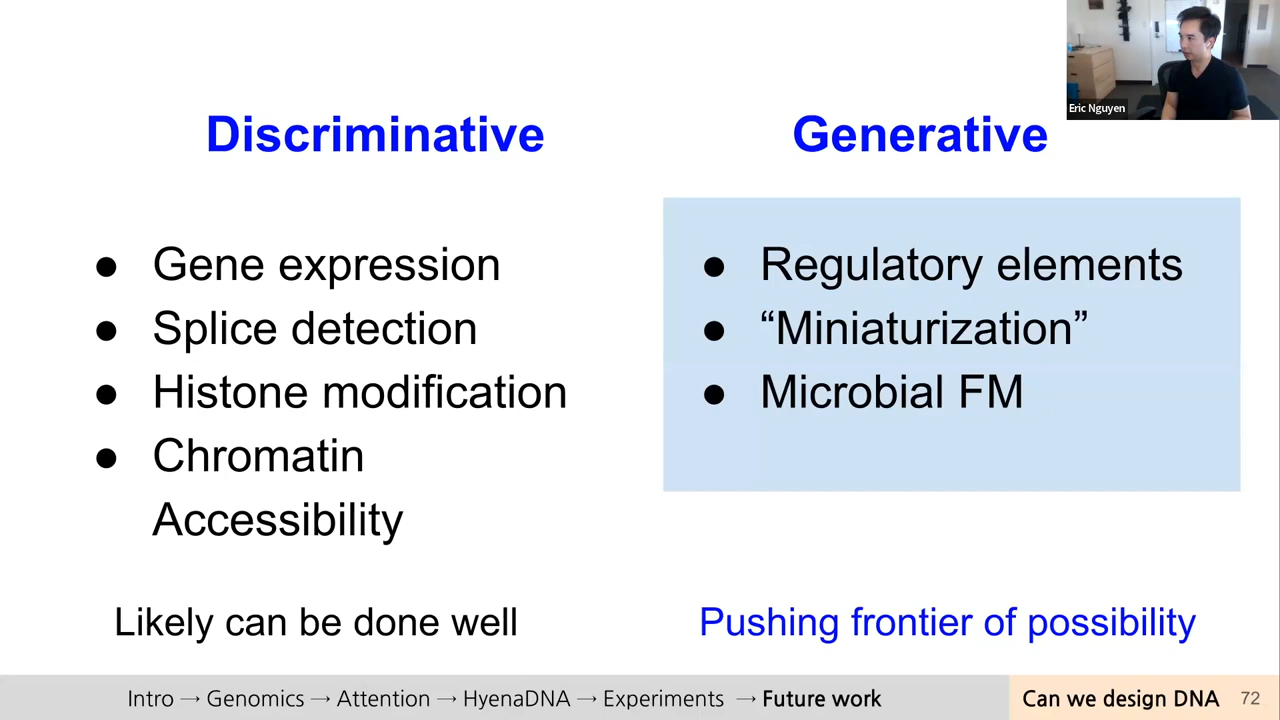 Eric Nguyen
Discriminative
● Gene expression
● Splice detection
● Histone modification
● Chromatin
Accessibility
Likely can be done well
Generative
● Regulatory elements
● “Miniaturization”
● Microbial FM
Pushing frontier of possibility
Intro → Genomics → Attention → HyenaDNA → Experiments → Future work
Can we design DNA 72